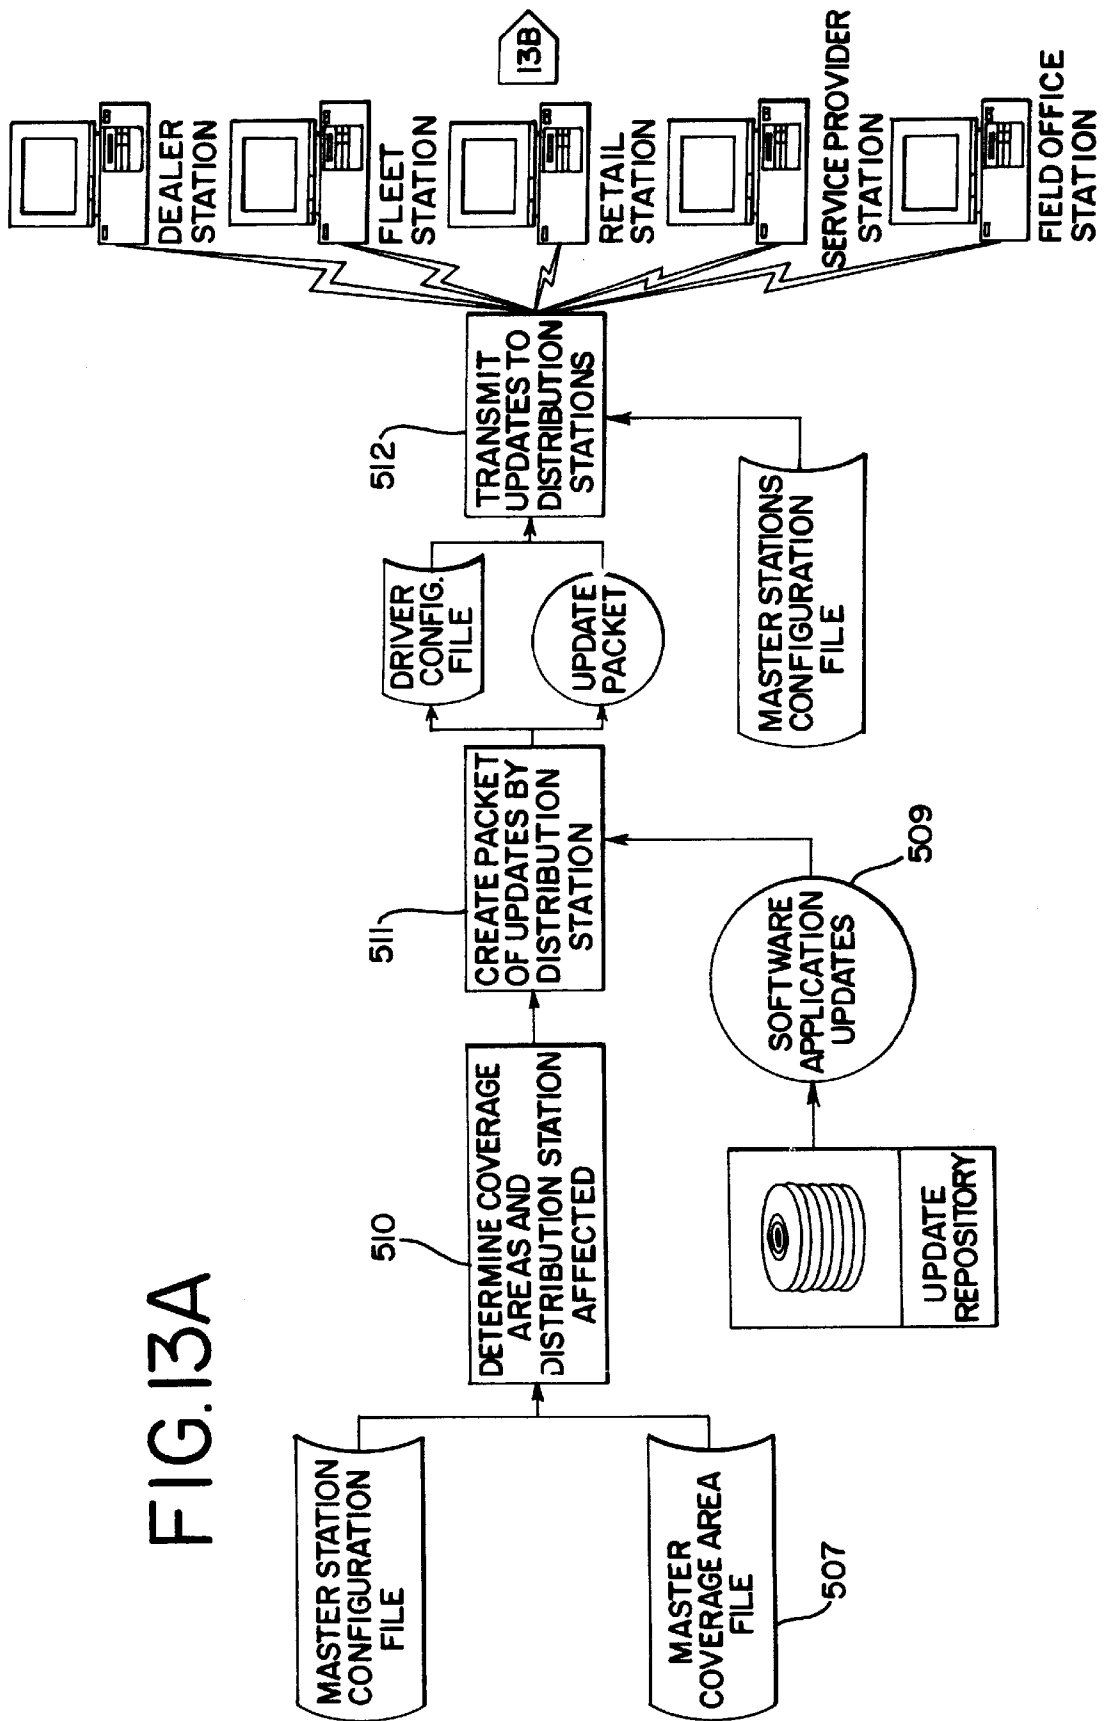 FIG.13A
MASTER STATION
CONFIGURATION
FILE
MASTER
COVERAGE AREA
FILE
507
510
DETERMINE COVERAGE
AREAS AND
DISTRIBUTION STATION
AFFECTED
UPDATE
REPOSITORY
SOFTWARE
APPLICATION
UPDATES
509
511
CREATE PACKET
OF UPDATES BY
DISTRIBUTION
STATION
DRIVER
CONFIG.
FILE
UPDATE
PACKET
MASTER STATIONS
CONFIGURATION
FILE
512
TRANSMIT
UPDATES TO
DISTRIBUTION
STATIONS
DEALER
STATION
FLEET
STATION
RETAIL
STATION
SERVICE PROVIDER
STATION
FIELD OFFICE
STATION
13B